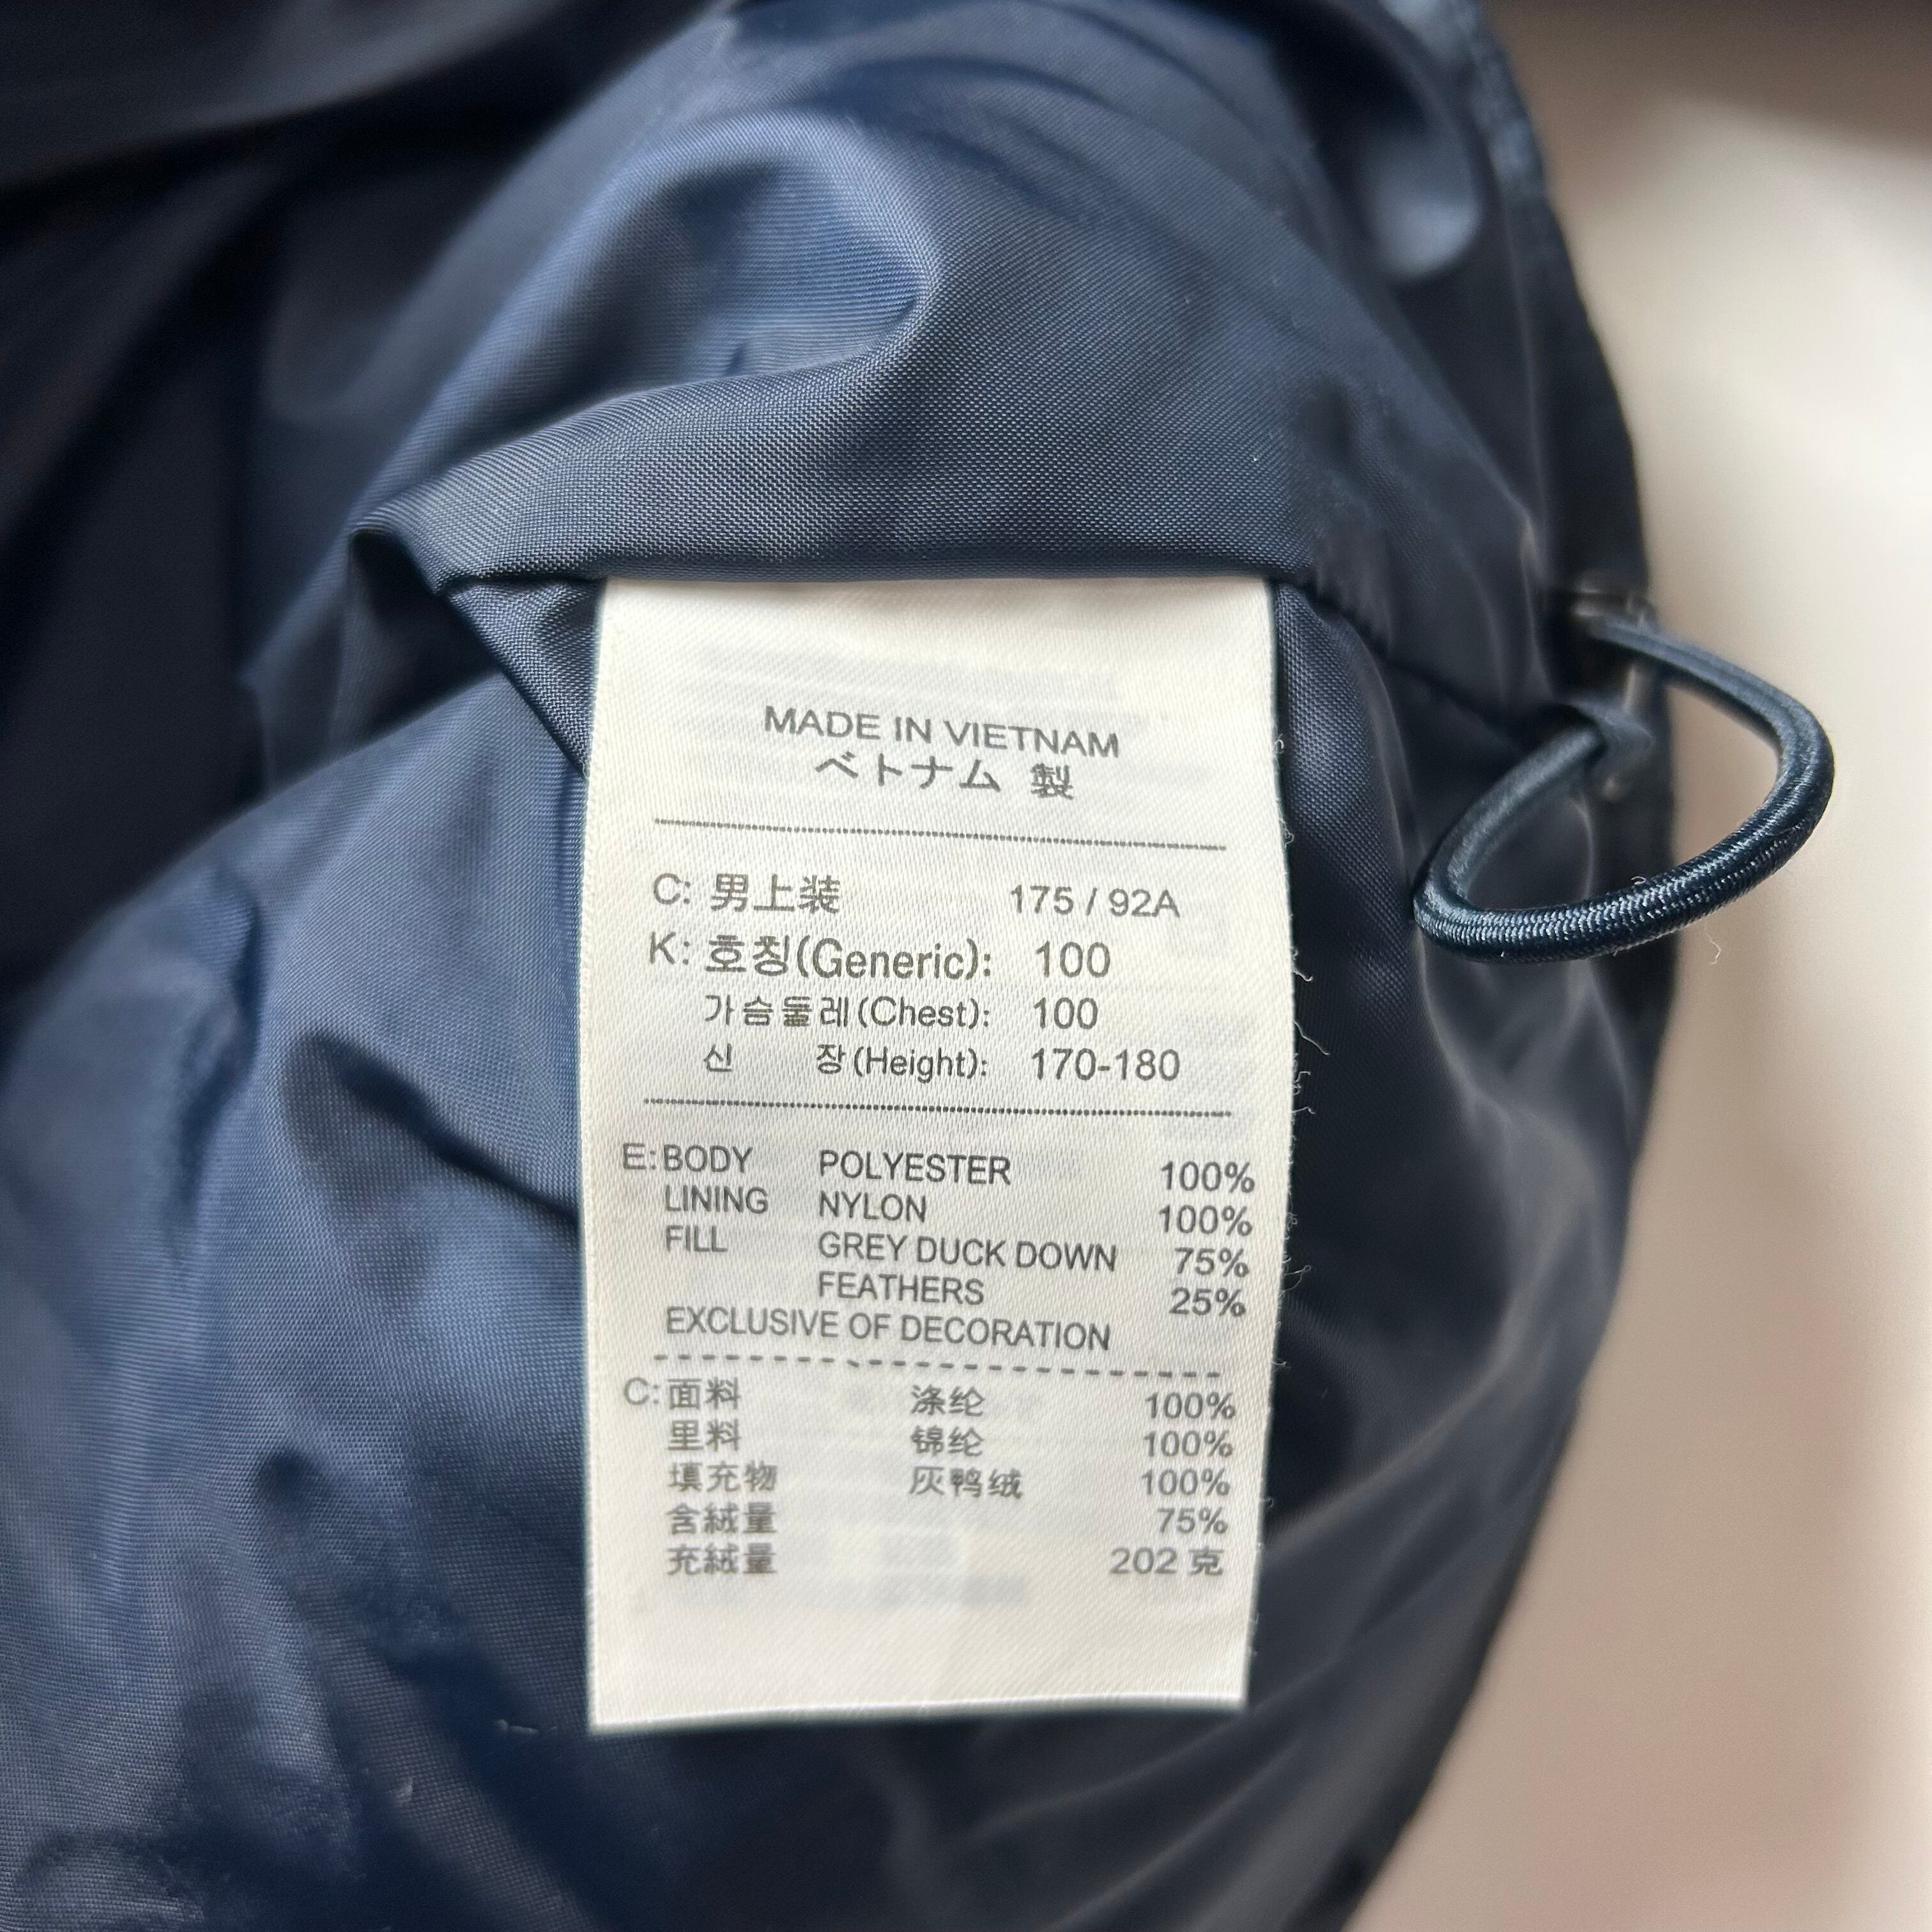 MADE IN VIETNAM
ベトナム 製
C: 男上装 175 / 92A
K: 호칭(Generic): 100
가슴둘레(Chest): 100
신 장(Height): 170-180
E: BODY POLYESTER 100%
LINING NYLON 100%
FILL GREY DUCK DOWN 75%
FEATHERS 25%
EXCLUSIVE OF DECORATION
C: 面料 涤纶 100%
里料 锦纶 100%
填充物 灰鸭绒 100%
含絨量 75%
充絨量 202 克